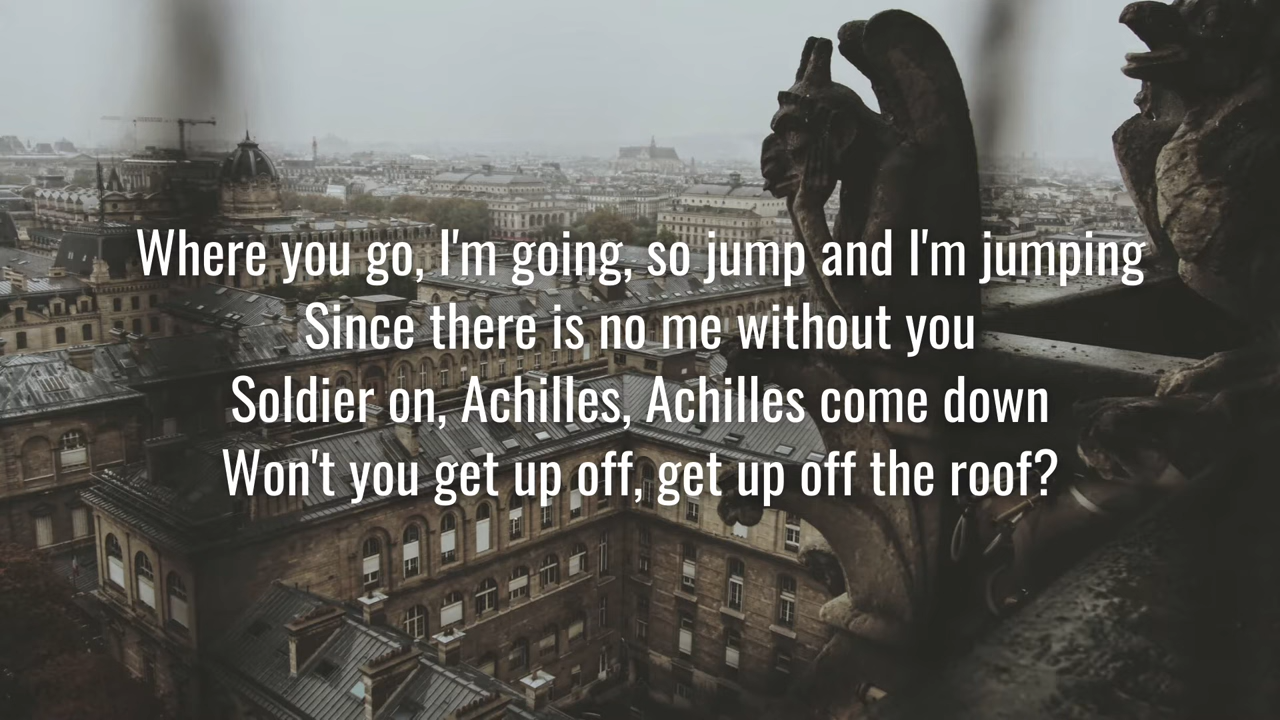 Where you go, I'm going, so jump and I'm jumping
Since there is no me without you
Soldier on, Achilles, Achilles come down
Won't you get up off, get up off the roof?